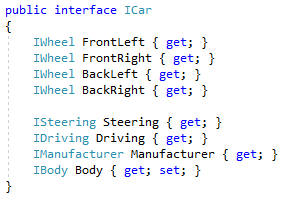 public interface ICar
{
    IWheel FrontLeft { get; }
    IWheel FrontRight { get; }
    IWheel BackLeft { get; }
    IWheel BackRight { get; }

    ISteering Steering { get; }
    IDriving Driving { get; }
    IManufacturer Manufacturer { get; }
    IBody Body { get; set; }
}